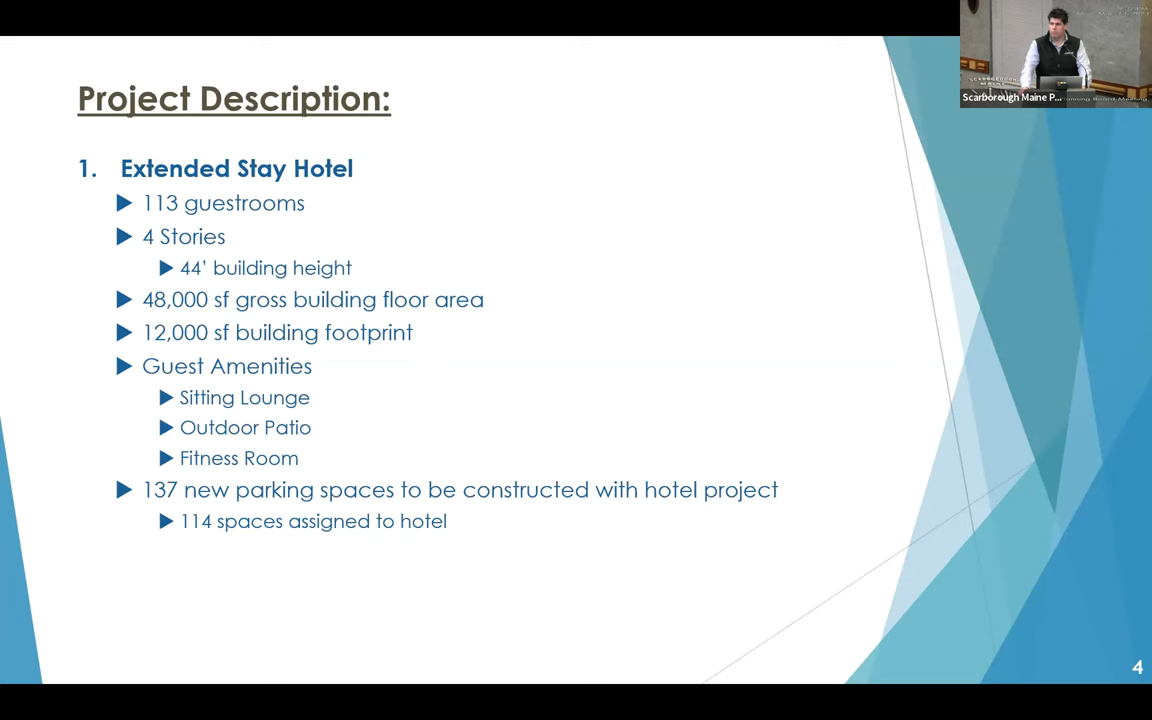 Project Description:
1. Extended Stay Hotel
113 guestrooms
4 Stories
44’ building height
48,000 sf gross building floor area
12,000 sf building footprint
Guest Amenities
Sitting Lounge
Outdoor Patio
Fitness Room
137 new parking spaces to be constructed with hotel project
114 spaces assigned to hotel
Scarborough Maine P...
4